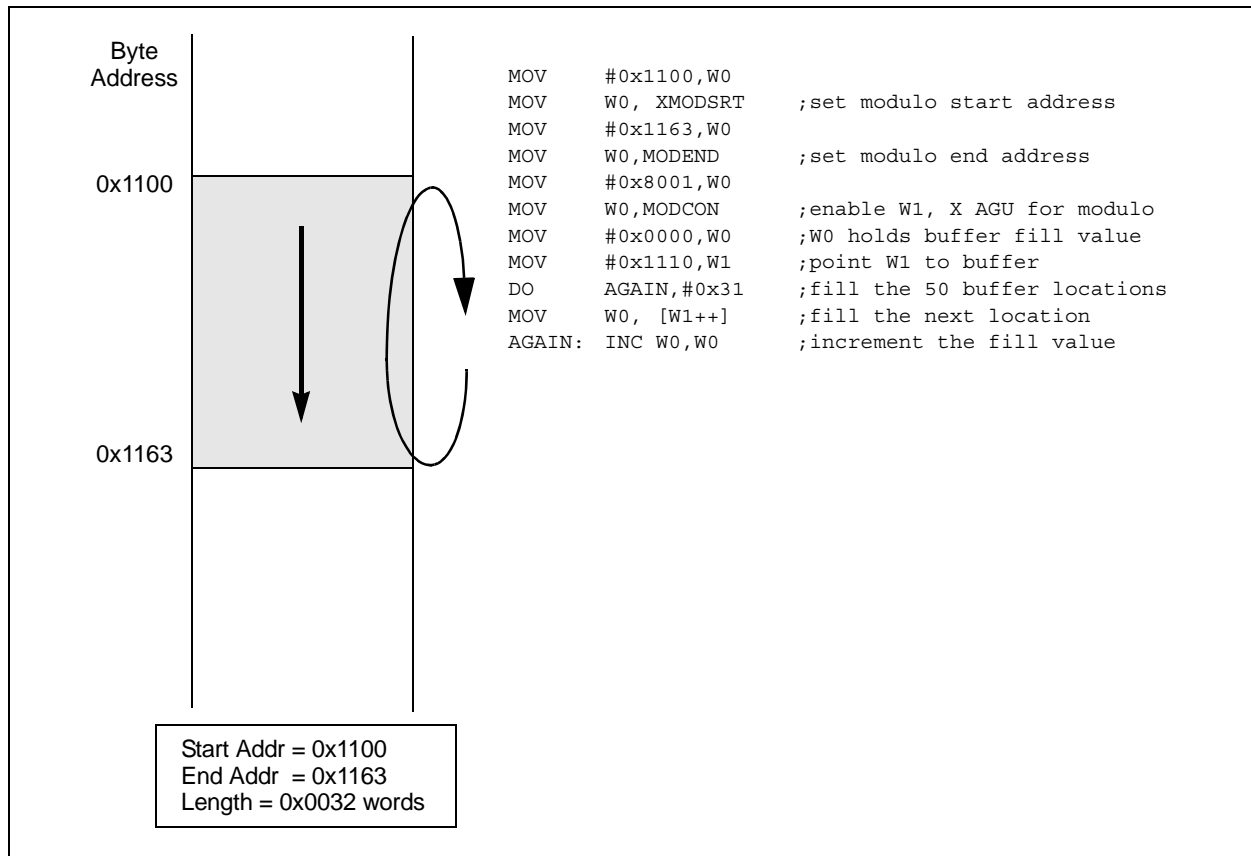 Byte
Address
0x1100
0x1163
MOV #0x1100,W0
MOV W0, XMODSRT ;set modulo start address
MOV #0x1163,W0
MOV W0,MODEND ;set modulo end address
MOV #0x8001,W0
MOV W0,MODCON ;enable W1, X AGU for modulo
MOV #0x0000,W0 ;W0 holds buffer fill value
MOV #0x1110,W1 ;point W1 to buffer
DO AGAIN,#0x31 ;fill the 50 buffer locations
MOV W0, [W1++] ;fill the next location
AGAIN: INC W0,W0 ;increment the fill value
Start Addr = 0x1100
End Addr = 0x1163
Length = 0x0032 words